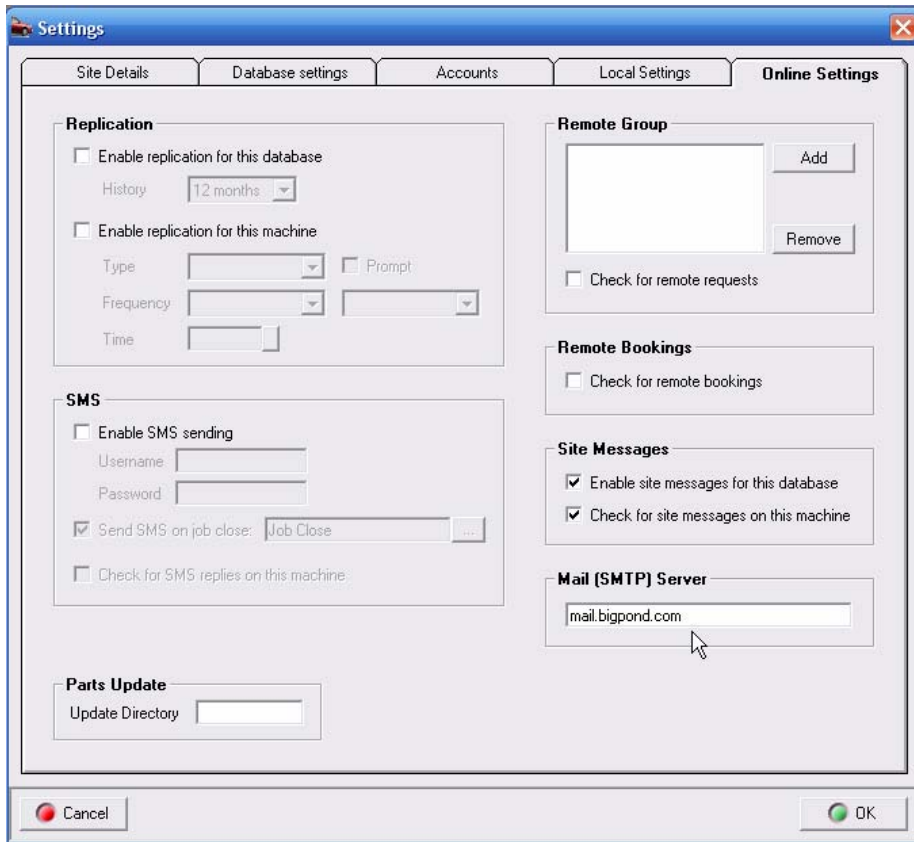 Settings
Site Details
Database settings
Accounts
Local Settings
Online Settings
Replication
Enable replication for this database
History
12 months
Enable replication for this machine
Type
Prompt
Frequency
Time
SMS
Enable SMS sending
Username
Password
Send SMS on job close:
Job Close
...
Check for SMS replies on this machine
Parts Update
Update Directory
Remote Group
Add
Remove
Check for remote requests
Remote Bookings
Check for remote bookings
Site Messages
Enable site messages for this database
Check for site messages on this machine
Mail (SMTP) Server
mail.bigpond.com
Cancel
OK